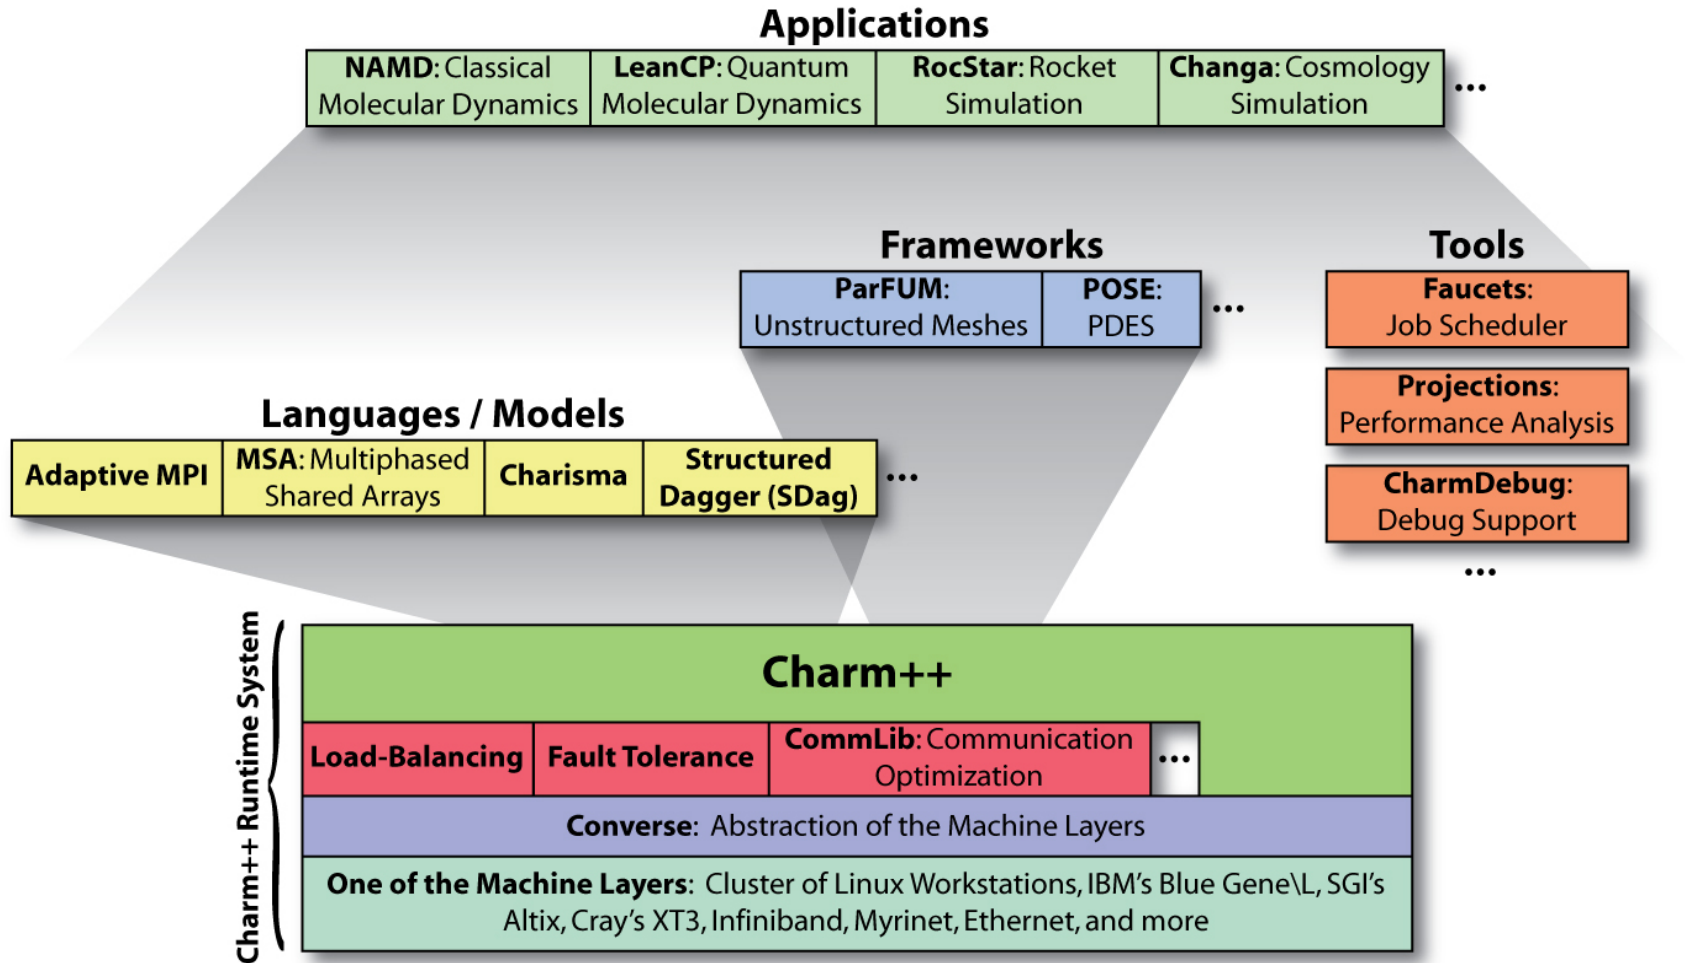 Applications
NAMD: Classical
Molecular Dynamics
LeanCP: Quantum
Molecular Dynamics
RocStar: Rocket
Simulation
Changa: Cosmology
Simulation
...
Frameworks
ParFUM:
Unstructured Meshes
POSE:
PDES
...
Tools
Faucets:
Job Scheduler
Projections:
Performance Analysis
CharmDebug:
Debug Support
...
Languages / Models
Adaptive MPI
MSA: Multiphased
Shared Arrays
Charisma
Structured
Dagger (SDag)
...
Charm++ Runtime System
Charm++
Load-Balancing
Fault Tolerance
CommLib: Communication
Optimization
...
Converse: Abstraction of the Machine Layers
One of the Machine Layers: Cluster of Linux Workstations, IBM's Blue Gene\L, SGI's
Altix, Cray's XT3, Infiniband, Myrinet, Ethernet, and more